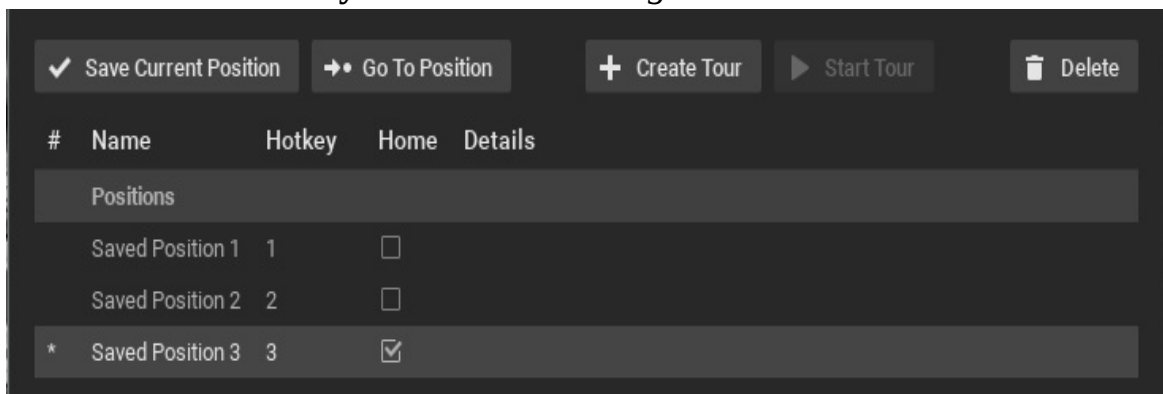 Save Current Position Go To Position Create Tour Start Tour Delete
# Name Hotkey Home Details
Positions
Saved Position 1 1
Saved Position 2 2
* Saved Position 3 3